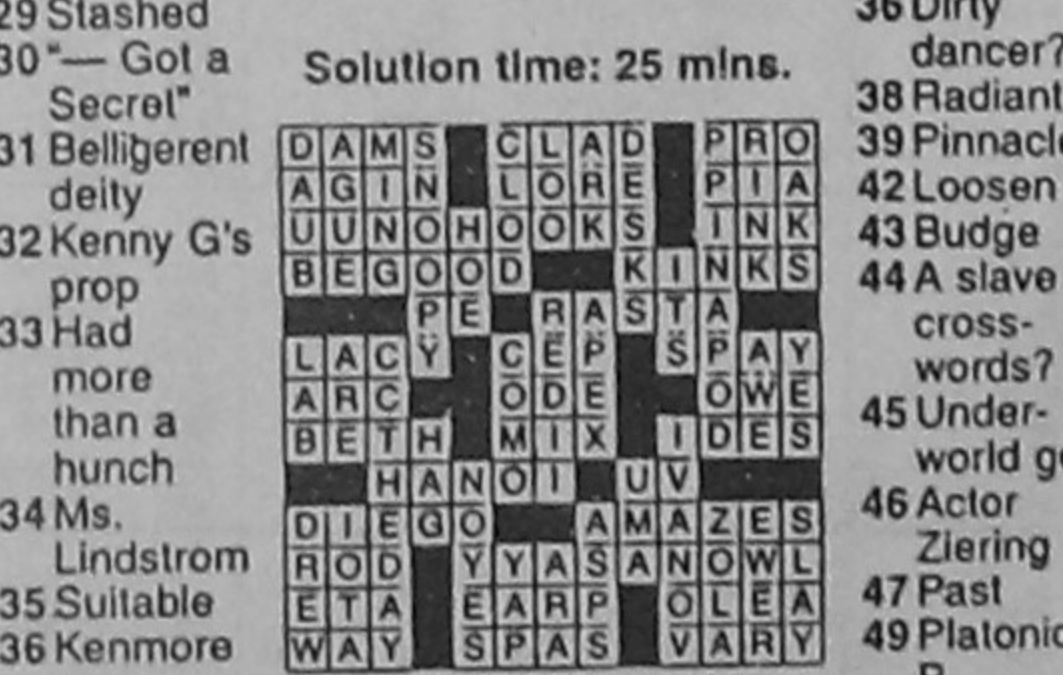 29 Stashed
30 "— Got a
Secret"
31 Belligerent
deity
32 Kenny G's
prop
33 Had
more
than a
hunch
34 Ms.
Lindstrom
35 Suitable
36 Kenmore
Solution time: 25 mins.
DAMS CLAD PRO
AGIN LORE PIA
UUNOHOOKS INK
BEGOOD KINKS
PE RASTA
LACY CEP SPAY
ARC ODE OWE
BETH MIX IDES
HANOI UV
DIEGO AMAZES
ROD YYASANOWL
ETA EARP OLEA
WAY SPAS VARY
36 Dirty
dancer?
38 Radiant
39 Pinnacle
42 Loosen
43 Budge
44 A slave
cross-
words?
45 Under-
world g
46 Actor
Ziering
47 Past
49 Platonic